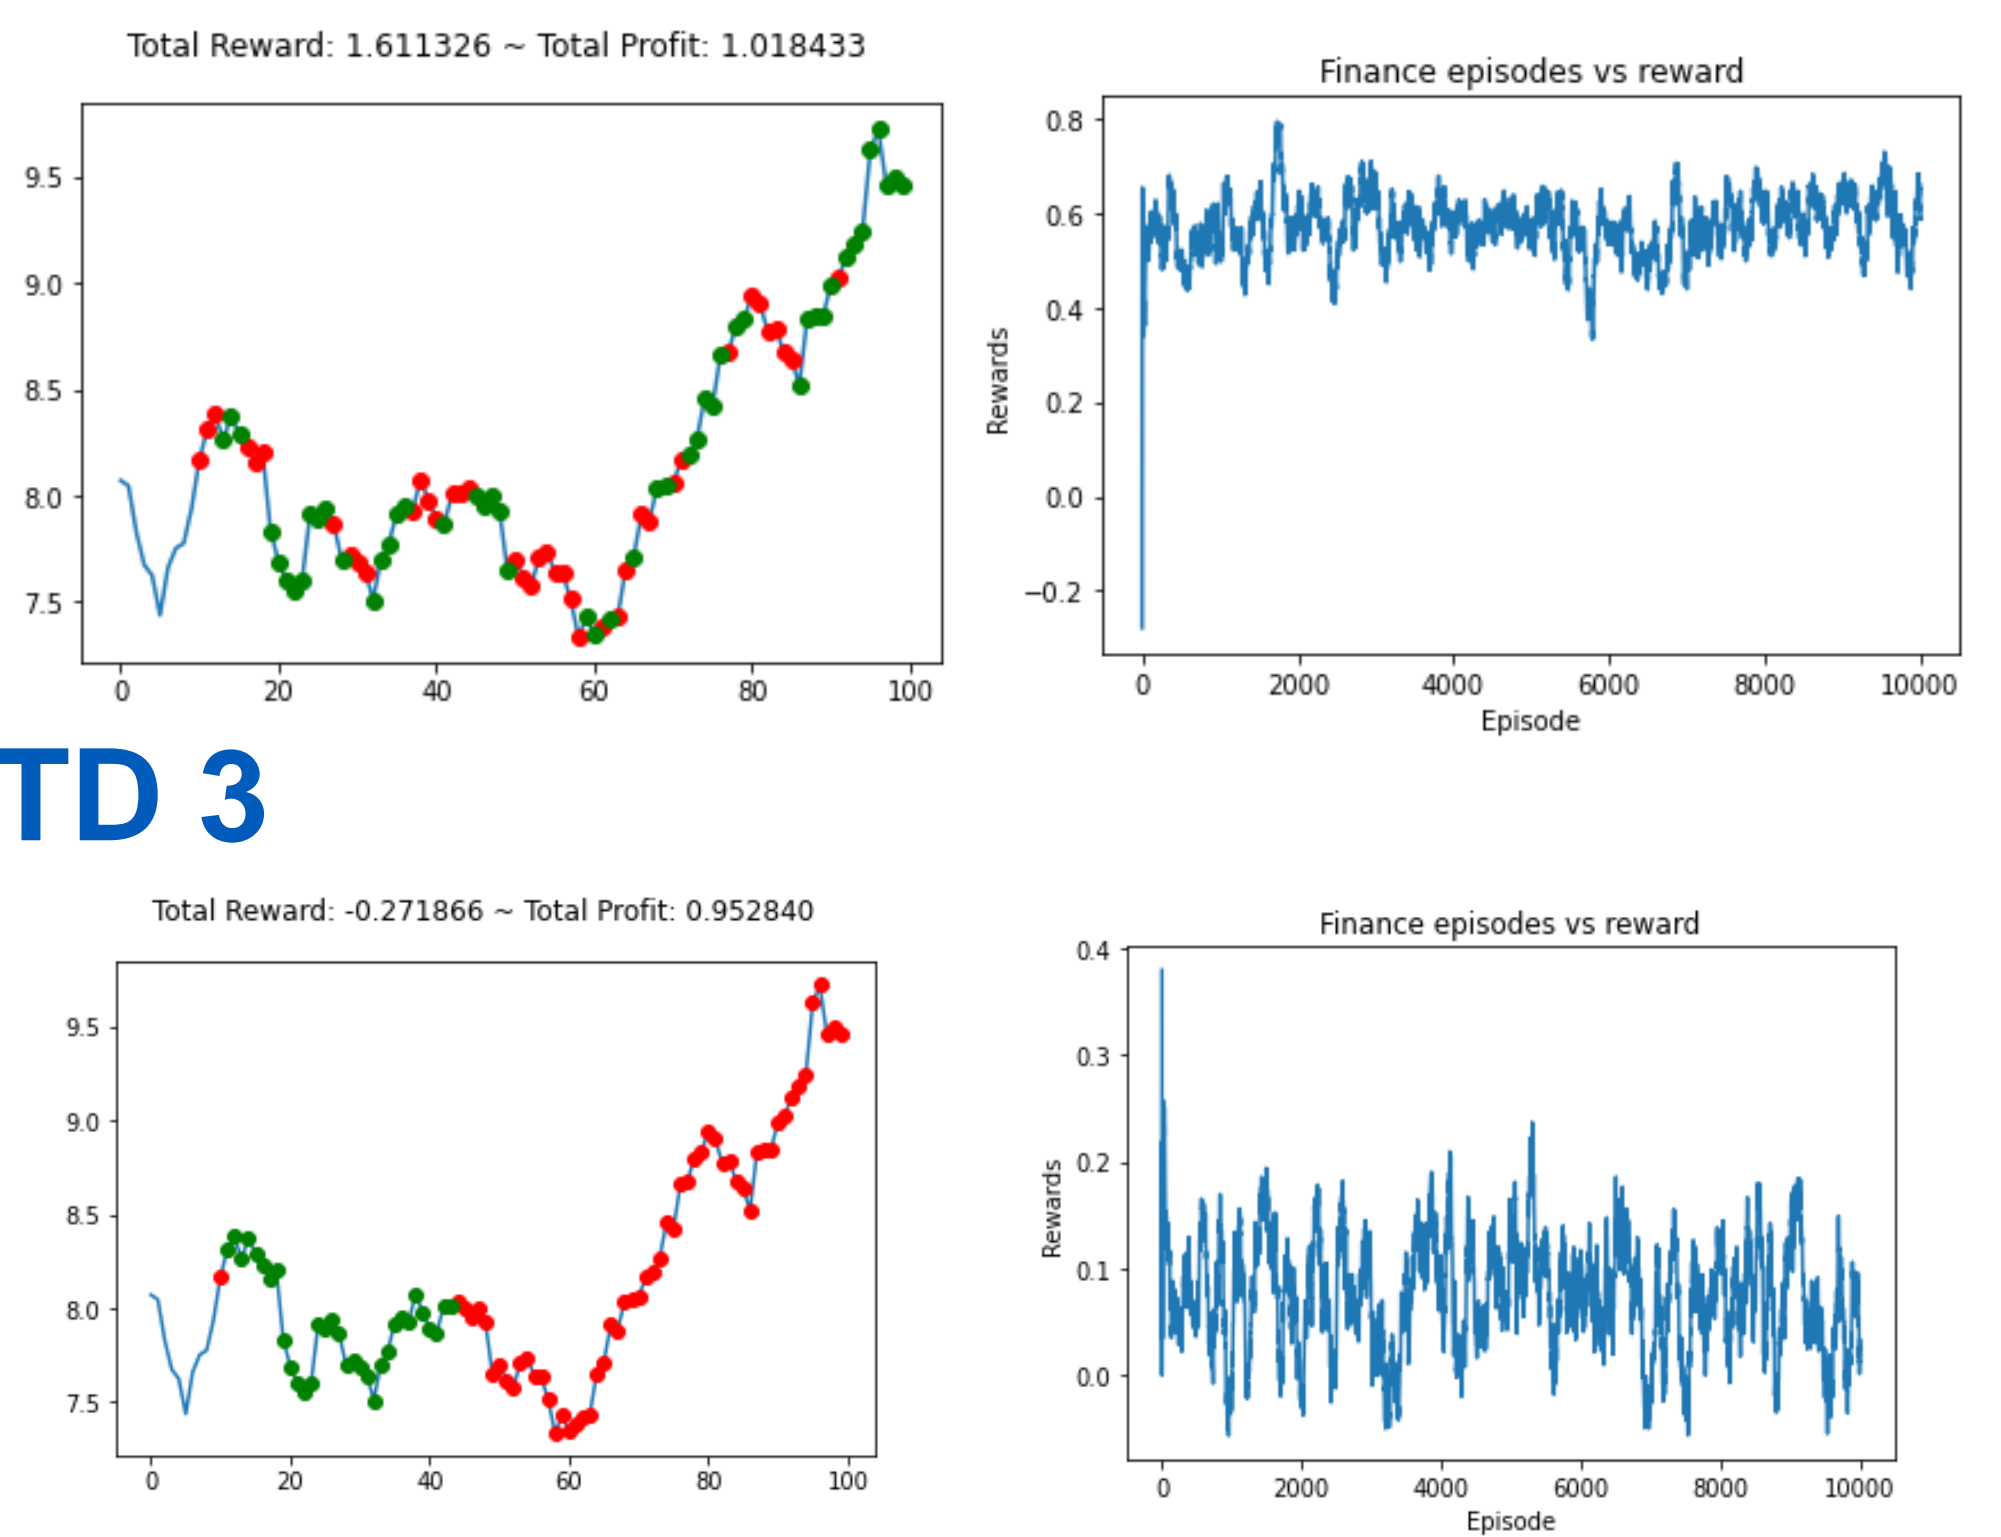 Total Reward: 1.611326 ~ Total Profit: 1.018433
9.5
9.0
8.5
8.0
7.5
0 20 40 60 80 100
Finance episodes vs reward
Rewards
0.8
0.6
0.4
0.2
0.0
−0.2
0 2000 4000 6000 8000 10000
Episode
TD 3
Total Reward: -0.271866 ~ Total Profit: 0.952840
9.5
9.0
8.5
8.0
7.5
0 20 40 60 80 100
Finance episodes vs reward
Rewards
0.4
0.3
0.2
0.1
0.0
0 2000 4000 6000 8000 10000
Episode